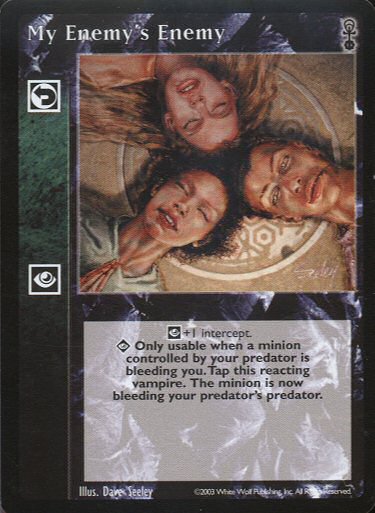 My Enemy's Enemy
Seeley
+1 intercept.
Only usable when a minion
controlled by your predator is
bleeding you. Tap this reacting
vampire. The minion is now
bleeding your predator's predator.
Illus. Dave Seeley
©2003 White Wolf Publishing, Inc. All Rights Reserved.